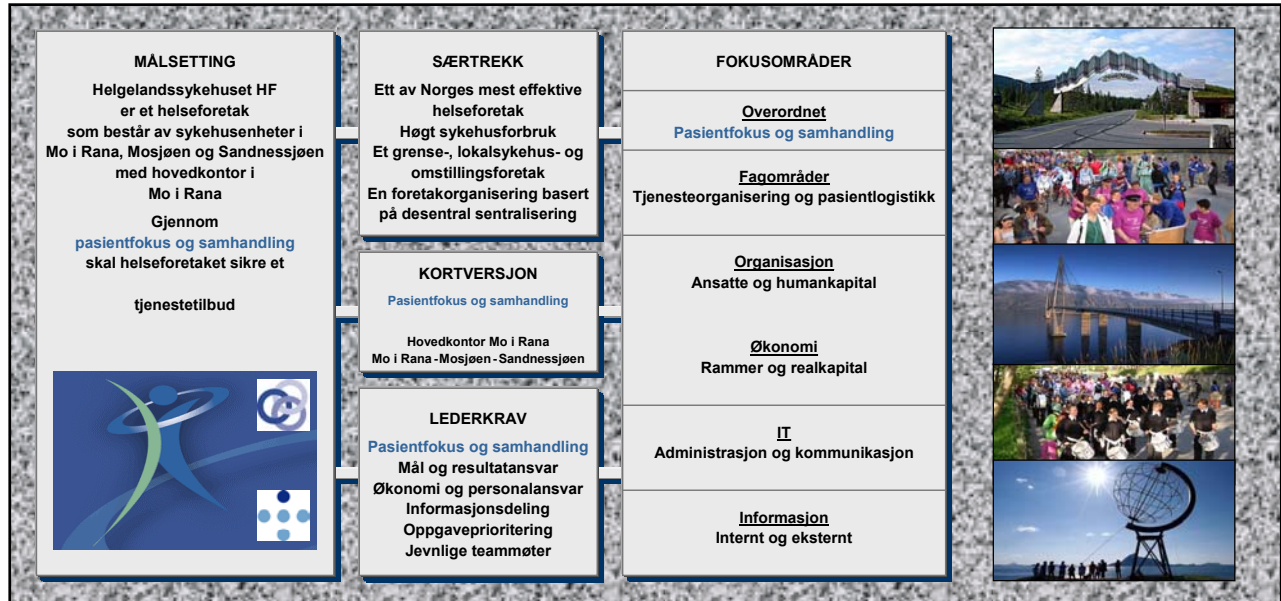 MÅLSETTING
Helgelandssykehuset HF
er et helseforetak
som består av sykehusenheter i
Mo i Rana, Mosjøen og Sandnessjøen
med hovedkontor i
Mo i Rana
Gjennom
pasientfokus og samhandling
skal helseforetaket sikre et
tjenestetilbud
SÆRTREKK
Ett av Norges mest effektive
helseforetak
Høgt sykehusforbruk
Et grense-, lokalsykehus- og
omstillingsforetak
En foretakorganisering basert
på desentral sentralisering
KORTVERSJON
Pasientfokus og samhandling
Hovedkontor Mo i Rana
Mo i Rana - Mosjøen - Sandnessjøen
LEDERKRAV
Pasientfokus og samhandling
Mål og resultatansvar
Økonomi og personalansvar
Informasjonsdeling
Oppgaveprioritering
Jevnlige teammøter
FOKUSOMRÅDER
Overordnet
Pasientfokus og samhandling
Fagområder
Tjenesteorganisering og pasientlogistikk
Organisasjon
Ansatte og humankapital
Økonomi
Rammer og realkapital
IT
Administrasjon og kommunikasjon
Informasjon
Internt og eksternt